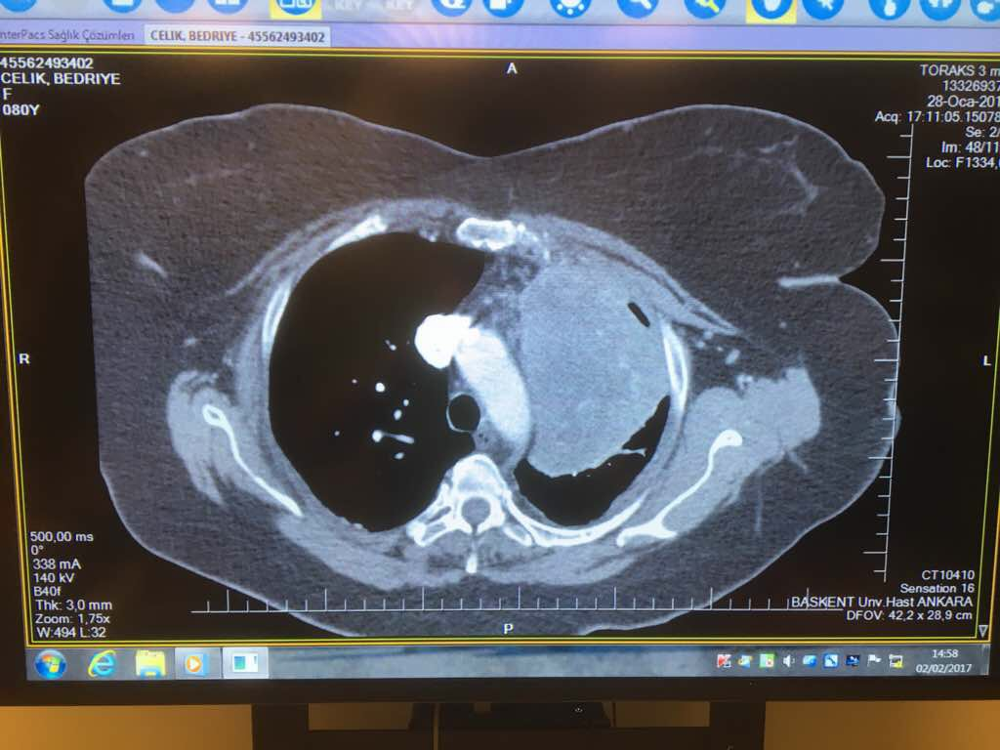 KEY KEY
nterPacs Sağlık Çözümleri CELIK, BEDRIYE - 45562493402
45562493402
CELIK, BEDRIYE
F
080Y
A
TORAKS 3 m
1332693
28-Oca-201
Acq: 17:11:05.15078
Se: 2/
Im: 48/11
Loc: F1334,
R
L
500,00 ms
0°
338 mA
140 kV
B40f
Thk: 3,0 mm
Zoom: 1,75x
W:494 L:32
P
CT10410
Sensation 16
BASKENT Unv.Hast ANKARA
DFOV: 42,2 x 28,9 cm
14:58
02/02/2017